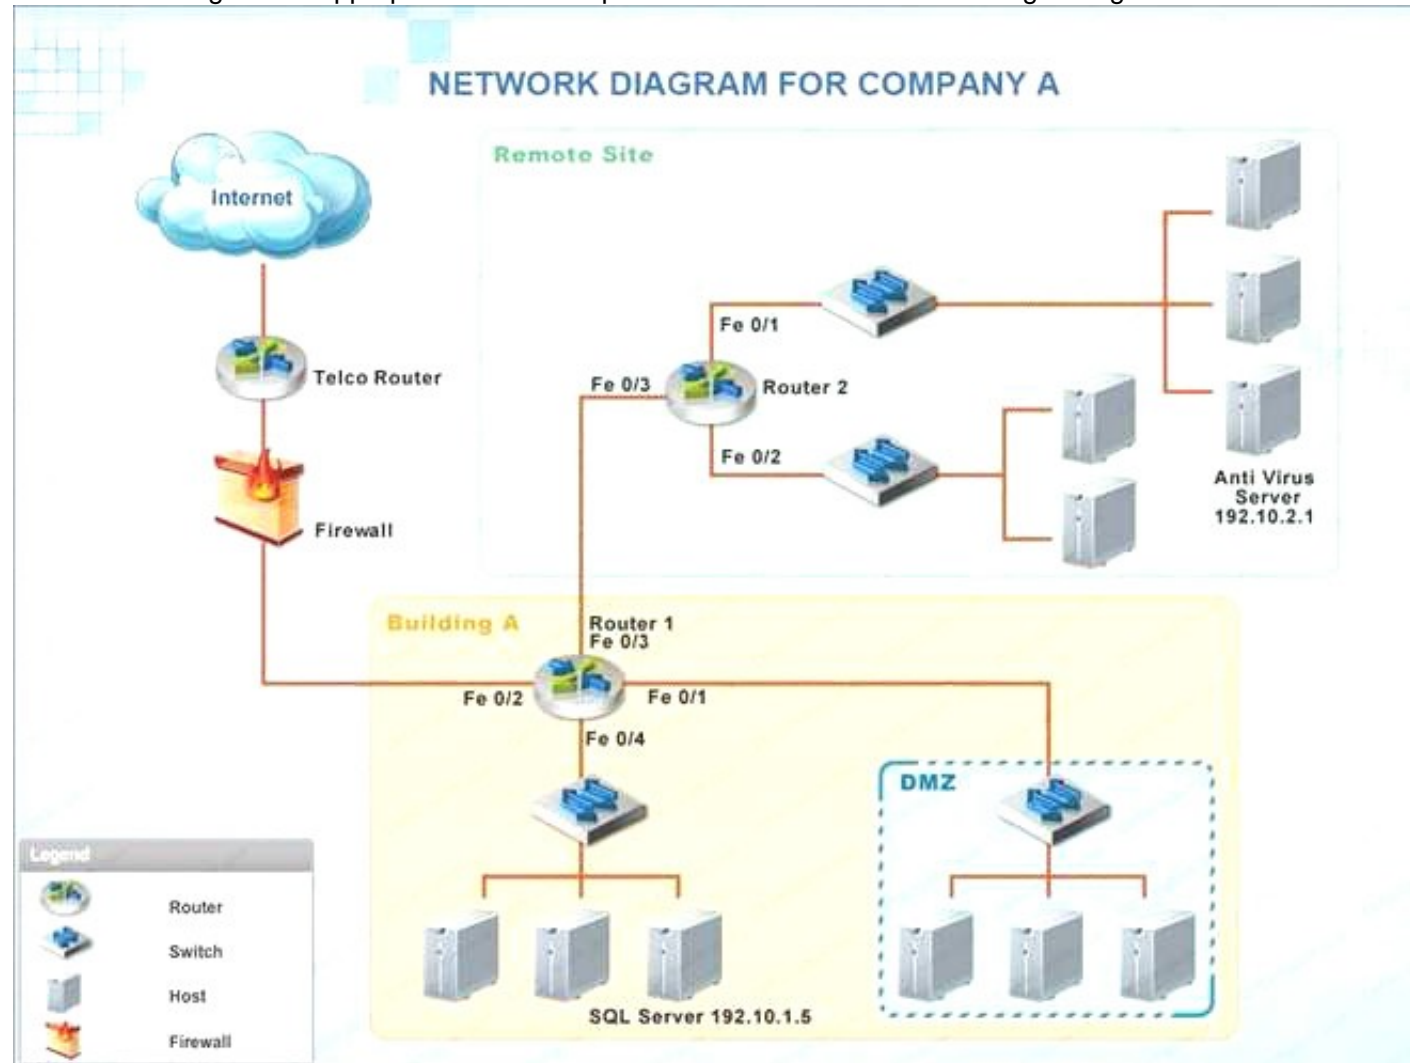 NETWORK DIAGRAM FOR COMPANY A
Remote Site
Internet
Fe 0/1
Telco Router
Fe 0/3
Router 2
Fe 0/2
Anti Virus
Server
192.10.2.1
Firewall
Building A
Router 1
Fe 0/3
Fe 0/2
Fe 0/1
Fe 0/4
DMZ
SQL Server 192.10.1.5
Legend
Router
Switch
Host
Firewall